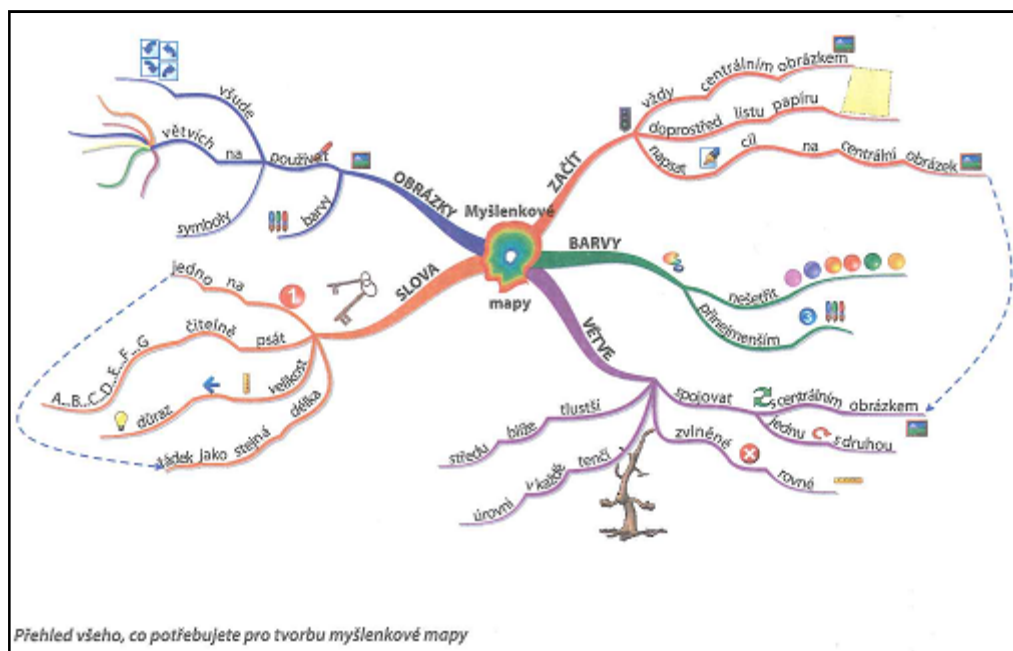 Myšlenkové
mapy
ZAČÍT
vždy
centrálním obrázkem
doprostřed listu papíru
napsat cíl na centrální obrázek
BARVY
nešetřit
přinejmenším
3
VĚTVE
spojovat
s centrálním obrázkem
jednu s druhou
zvlněné
rovné
tenčí
v každé
úrovni
tlustší
blíže
středu
SLOVA
1
jedno na
psát
čitelně
A...B...C...D...E...F...G
velikost
důraz
délka
stejná
jako
řádek
OBRÁZKY
používat
na
větvích
všude
symboly
barvy
Přehled všeho, co potřebujete pro tvorbu myšlenkové mapy